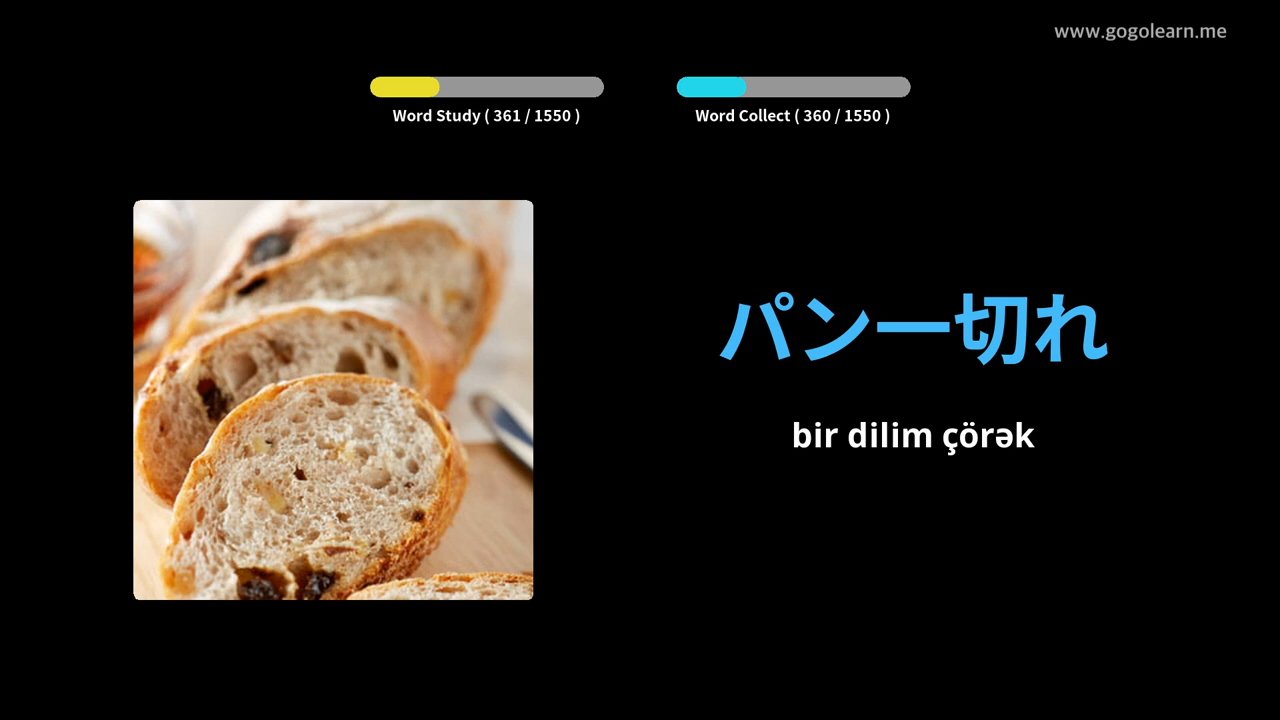 www.gogolearn.me
Word Study ( 361 / 1550 )
Word Collect ( 360 / 1550 )
パン一切れ
bir dilim çörək